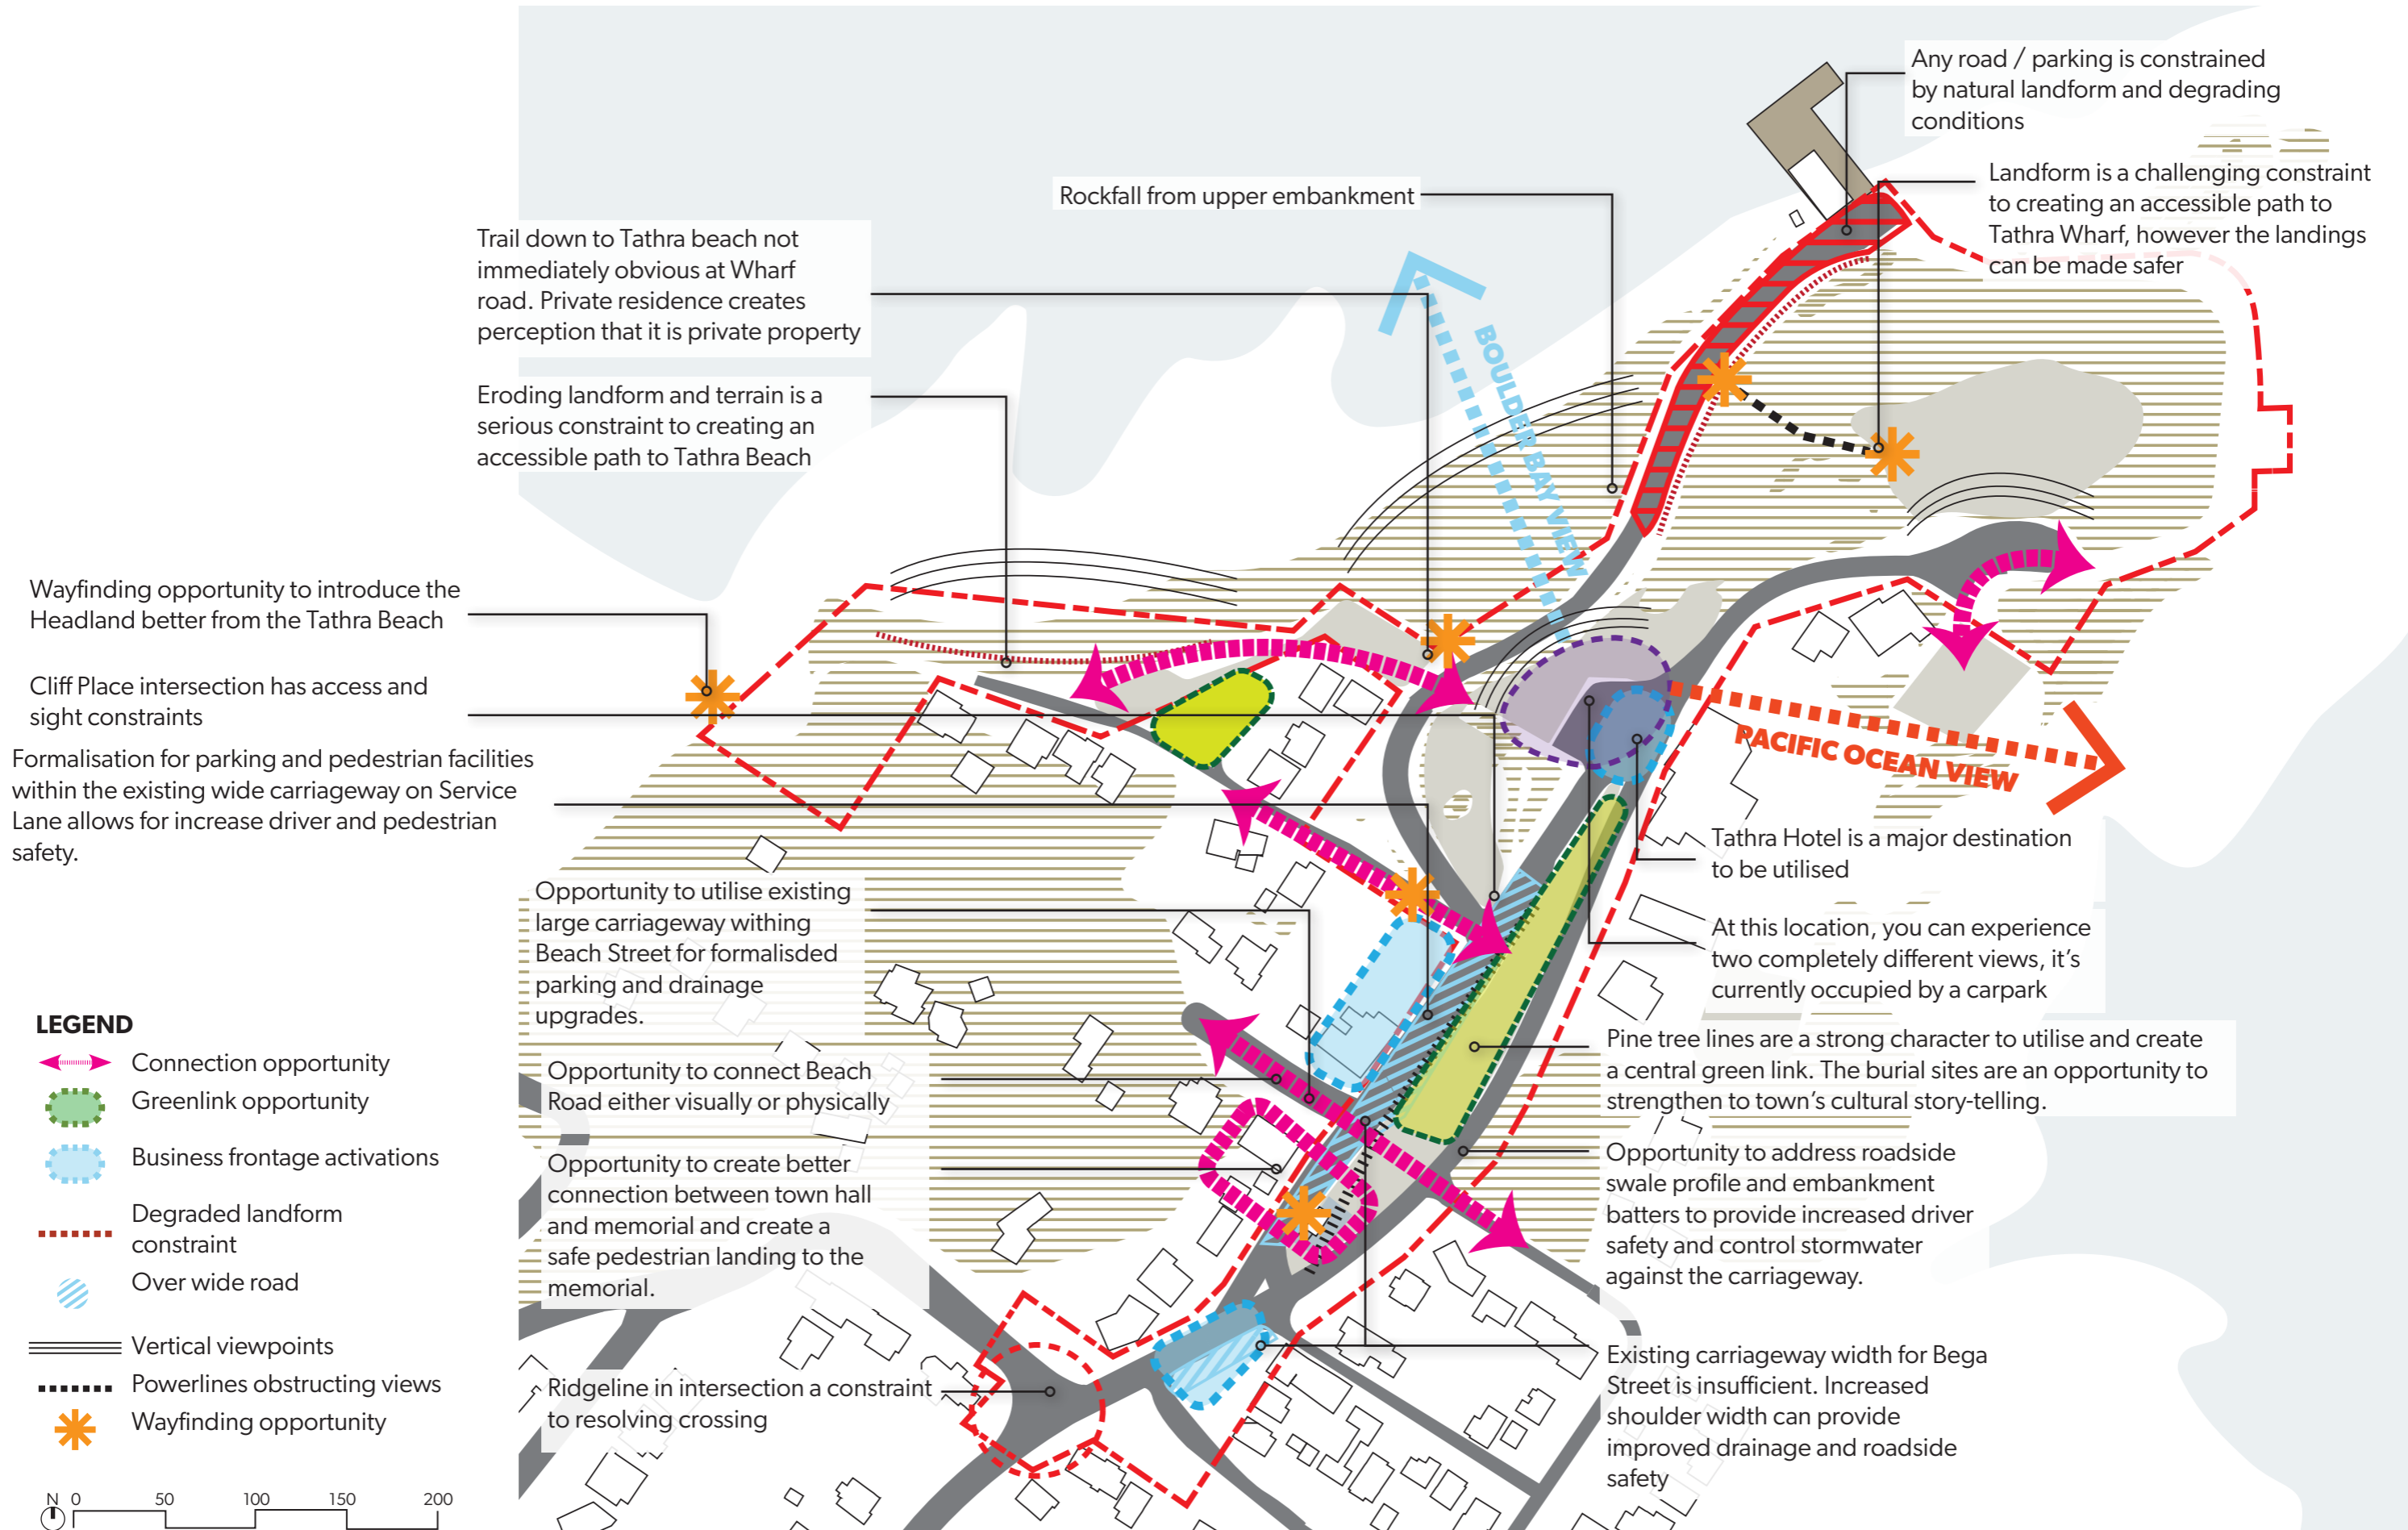 Any road / parking is constrained
by natural landform and degrading
conditions
Landform is a challenging constraint
to creating an accessible path to
Tathra Wharf, however the landings
can be made safer
Rockfall from upper embankment
Trail down to Tathra beach not
immediately obvious at Wharf
road. Private residence creates
perception that it is private property
Eroding landform and terrain is a
serious constraint to creating an
accessible path to Tathra Beach
BOULDER BAY VIEW
Wayfinding opportunity to introduce the
Headland better from the Tathra Beach
Cliff Place intersection has access and
sight constraints
Formalisation for parking and pedestrian facilities
within the existing wide carriageway on Service
Lane allows for increase driver and pedestrian
safety.
PACIFIC OCEAN VIEW
Tathra Hotel is a major destination
to be utilised
Opportunity to utilise existing
large carriageway withing
Beach Street for formalisded
parking and drainage
upgrades.
At this location, you can experience
two completely different views, it's
currently occupied by a carpark
Pine tree lines are a strong character to utilise and create
a central green link. The burial sites are an opportunity to
strengthen to town's cultural story-telling.
Opportunity to connect Beach
Road either visually or physically
Opportunity to create better
connection between town hall
and memorial and create a
safe pedestrian landing to the
memorial.
Opportunity to address roadside
swale profile and embankment
batters to provide increased driver
safety and control stormwater
against the carriageway.
Ridgeline in intersection a constraint
to resolving crossing
Existing carriageway width for Bega
Street is insufficient. Increased
shoulder width can provide
improved drainage and roadside
safety
LEGEND
Connection opportunity
Greenlink opportunity
Business frontage activations
Degraded landform
constraint
Over wide road
Vertical viewpoints
Powerlines obstructing views
Wayfinding opportunity
N 0 50 100 150 200